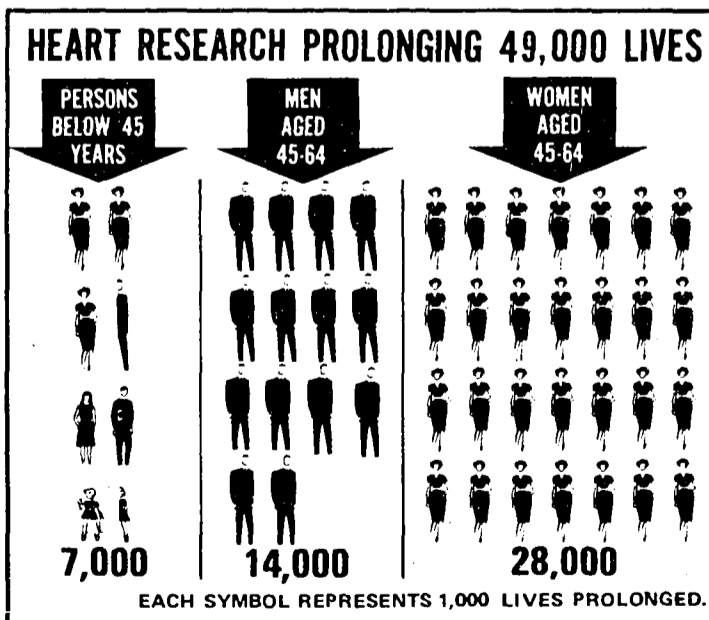 HEART RESEARCH PROLONGING 49,000 LIVES
PERSONS
BELOW 45
YEARS
MEN
AGED
45-64
WOMEN
AGED
45-64
7,000
14,000
28,000
EACH SYMBOL REPRESENTS 1,000 LIVES PROLONGED.